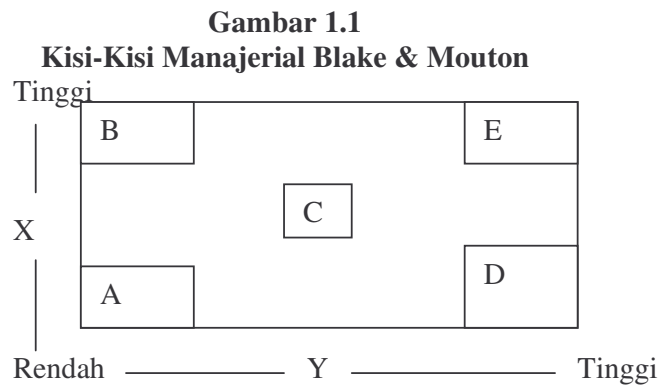 Gambar 1.1
Kisi-Kisi Manajerial Blake & Mouton
Tinggi
B
E
C
X
D
A
Rendah
Y
Tinggi